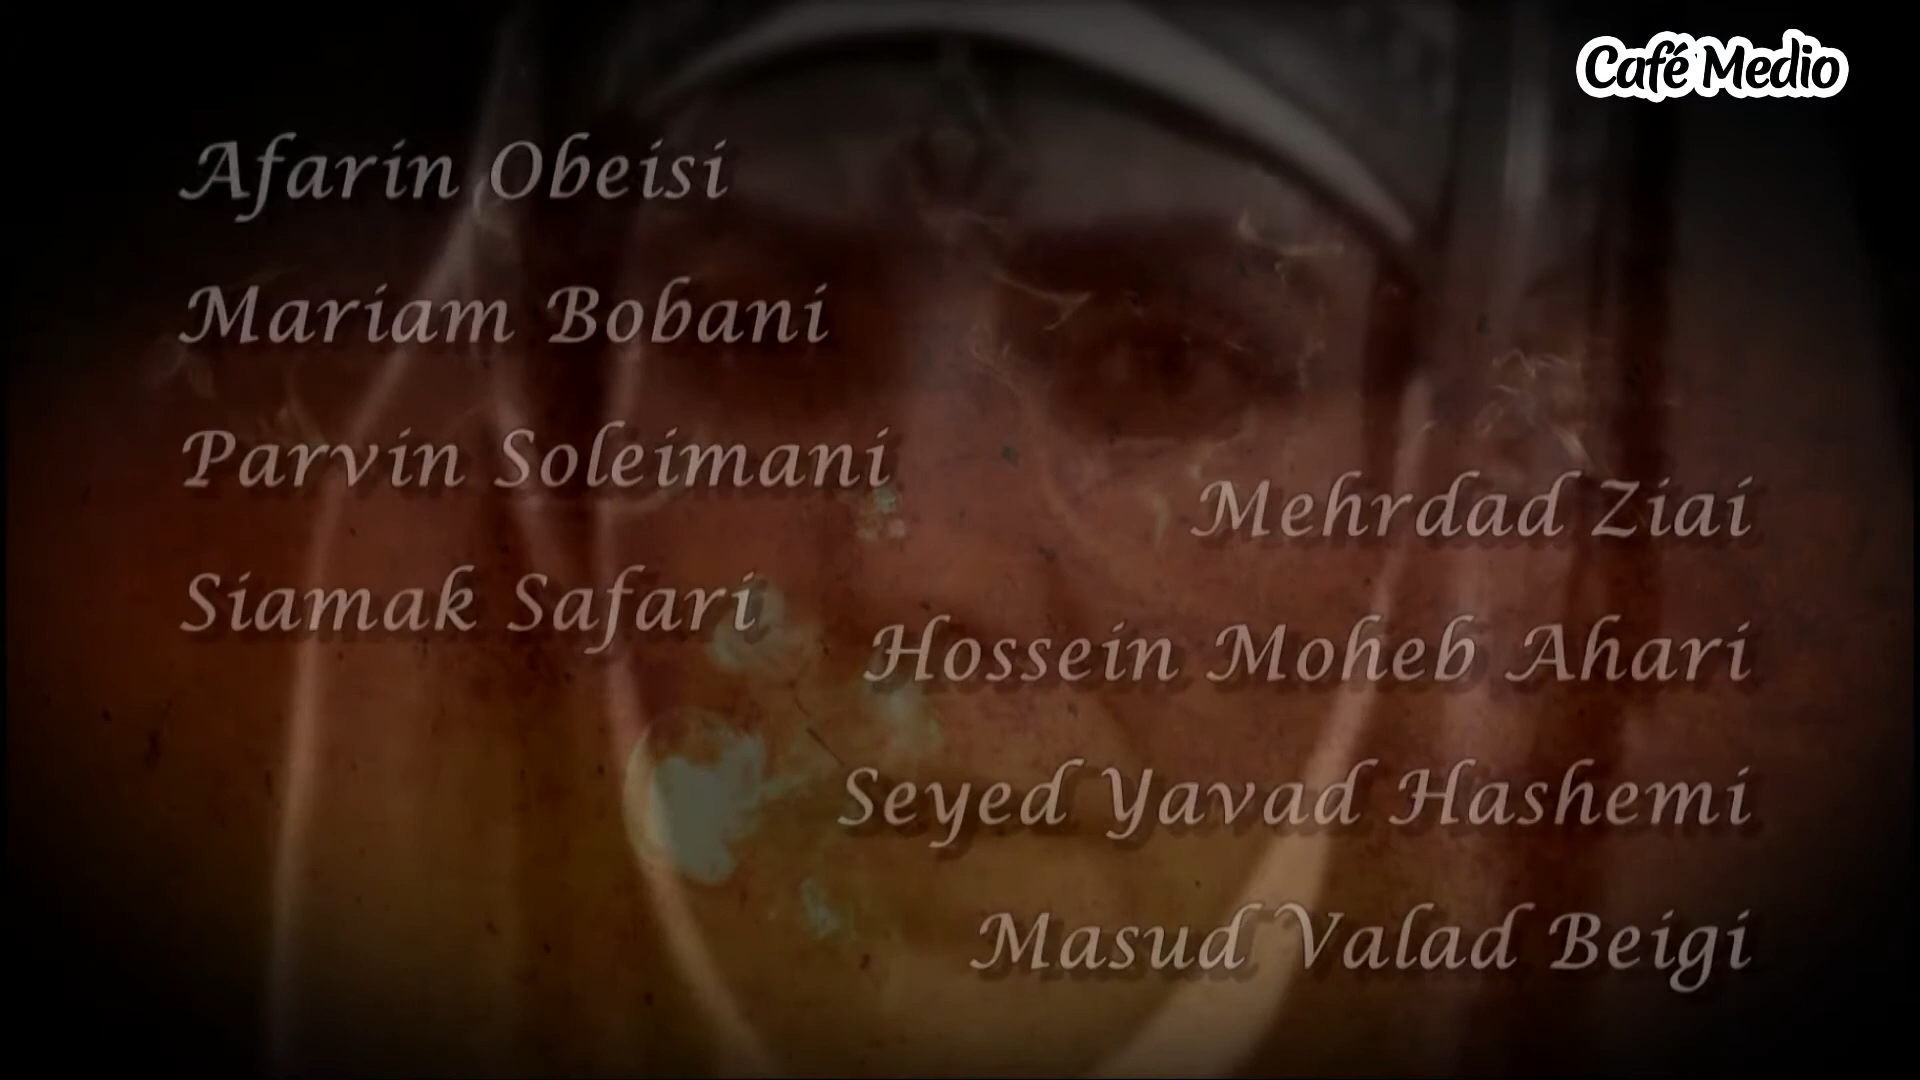 Café Medio
Afarin Obeisi
Mariam Bobani
Parvin Soleimani
Siamak Safari
Mehrdad Ziai
Hossein Moheb Ahari
Seyed Yavad Hashemi
Masud Valad Beigi